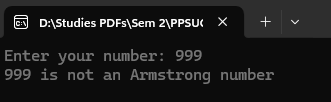 D:\Studies PDFs\Sem 2\PPSUC
Enter your number: 999
999 is not an Armstrong number